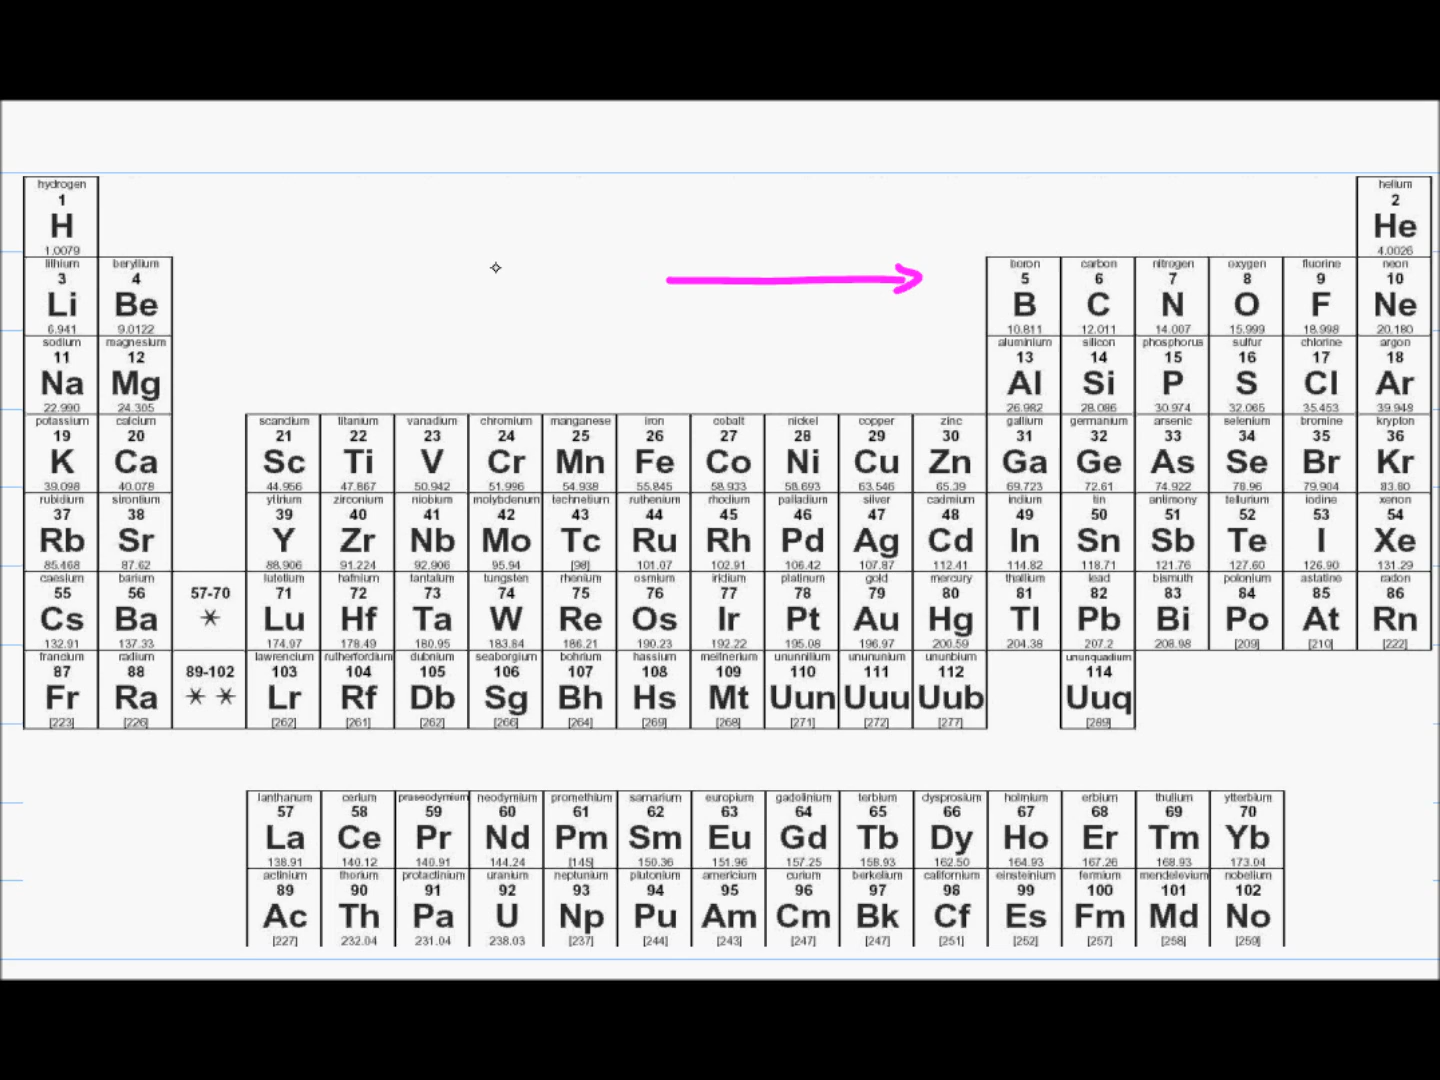 hydrogen helium
1 2
H He
1.0079 4.0026
lithium beryllium boron carbon nitrogen oxygen fluorine neon
3 4 5 6 7 8 9 10
Li Be B C N O F Ne
6.941 9.0122 10.811 12.011 14.007 15.999 18.998 20.180
sodium magnesium aluminium silicon phosphorus sulfur chlorine argon
11 12 13 14 15 16 17 18
Na Mg Al Si P S Cl Ar
22.990 24.305 26.982 28.086 30.974 32.065 35.453 39.948
potassium calcium scandium titanium vanadium chromium manganese iron cobalt nickel copper zinc gallium germanium arsenic selenium bromine krypton
19 20 21 22 23 24 25 26 27 28 29 30 31 32 33 34 35 36
K Ca Sc Ti V Cr Mn Fe Co Ni Cu Zn Ga Ge As Se Br Kr
39.098 40.078 44.956 47.867 50.942 51.996 54.938 55.845 58.933 58.693 63.546 65.39 69.723 72.61 74.922 78.96 79.904 83.80
rubidium strontium yttrium zirconium niobium molybdenum technetium ruthenium rhodium palladium silver cadmium indium tin antimony tellurium iodine xenon
37 38 39 40 41 42 43 44 45 46 47 48 49 50 51 52 53 54
Rb Sr Y Zr Nb Mo Tc Ru Rh Pd Ag Cd In Sn Sb Te I Xe
85.468 87.62 88.906 91.224 92.906 95.94 [98] 101.07 102.91 106.42 107.87 112.41 114.82 118.71 121.76 127.60 126.90 131.29
caesium barium lutetium hafnium tantalum tungsten rhenium osmium iridium platinum gold mercury thallium lead bismuth polonium astatine radon
55 56 57-70 71 72 73 74 75 76 77 78 79 80 81 82 83 84 85 86
Cs Ba * Lu Hf Ta W Re Os Ir Pt Au Hg Tl Pb Bi Po At Rn
132.91 137.33 174.97 178.49 180.95 183.84 186.21 190.23 192.22 195.08 196.97 200.59 204.38 207.2 208.98 [209] [210] [222]
francium radium lawrencium rutherfordium dubnium seaborgium bohrium hassium meitnerium ununnilium unununium ununbium ununquadium
87 88 89-102 103 104 105 106 107 108 109 110 111 112 114
Fr Ra * * Lr Rf Db Sg Bh Hs Mt Uun Uuu Uub Uuq
[223] [226] [262] [261] [262] [266] [264] [269] [268] [271] [272] [277] [289]
lanthanum cerium praseodymium neodymium promethium samarium europium gadolinium terbium dysprosium holmium erbium thulium ytterbium
57 58 59 60 61 62 63 64 65 66 67 68 69 70
La Ce Pr Nd Pm Sm Eu Gd Tb Dy Ho Er Tm Yb
138.91 140.12 140.91 144.24 [145] 150.36 151.96 157.25 158.93 162.50 164.93 167.26 168.93 173.04
actinium thorium protactinium uranium neptunium plutonium americium curium berkelium californium einsteinium fermium mendelevium nobelium
89 90 91 92 93 94 95 96 97 98 99 100 101 102
Ac Th Pa U Np Pu Am Cm Bk Cf Es Fm Md No
[227] 232.04 231.04 238.03 [237] [244] [243] [247] [247] [251] [252] [257] [258] [259]